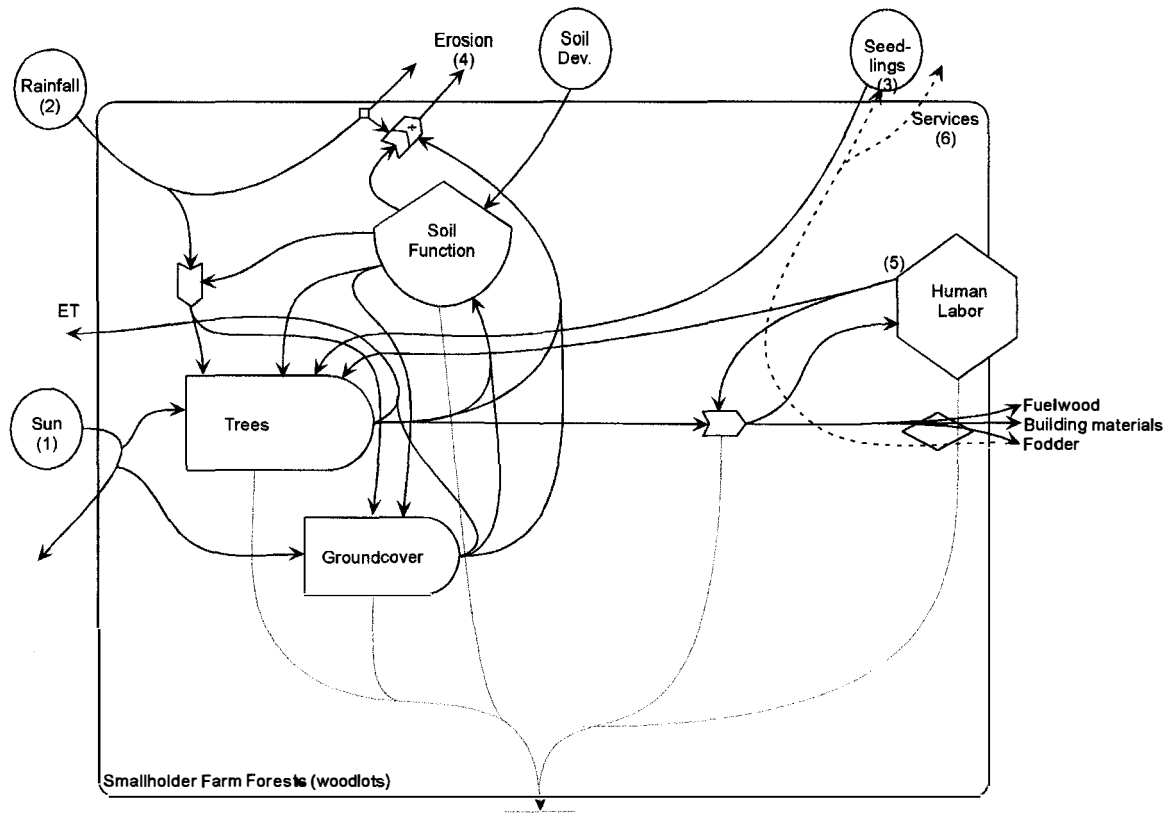 Rainfall
(2)
Erosion
(4)
Soil
Dev.
Seed-
lings
(3)
Services
(6)
+
Soil
Function
(5)
Human
Labor
ET
Sun
(1)
Trees
Fuelwood
Building materials
Fodder
Groundcover
Smallholder Farm Forests (woodlots)